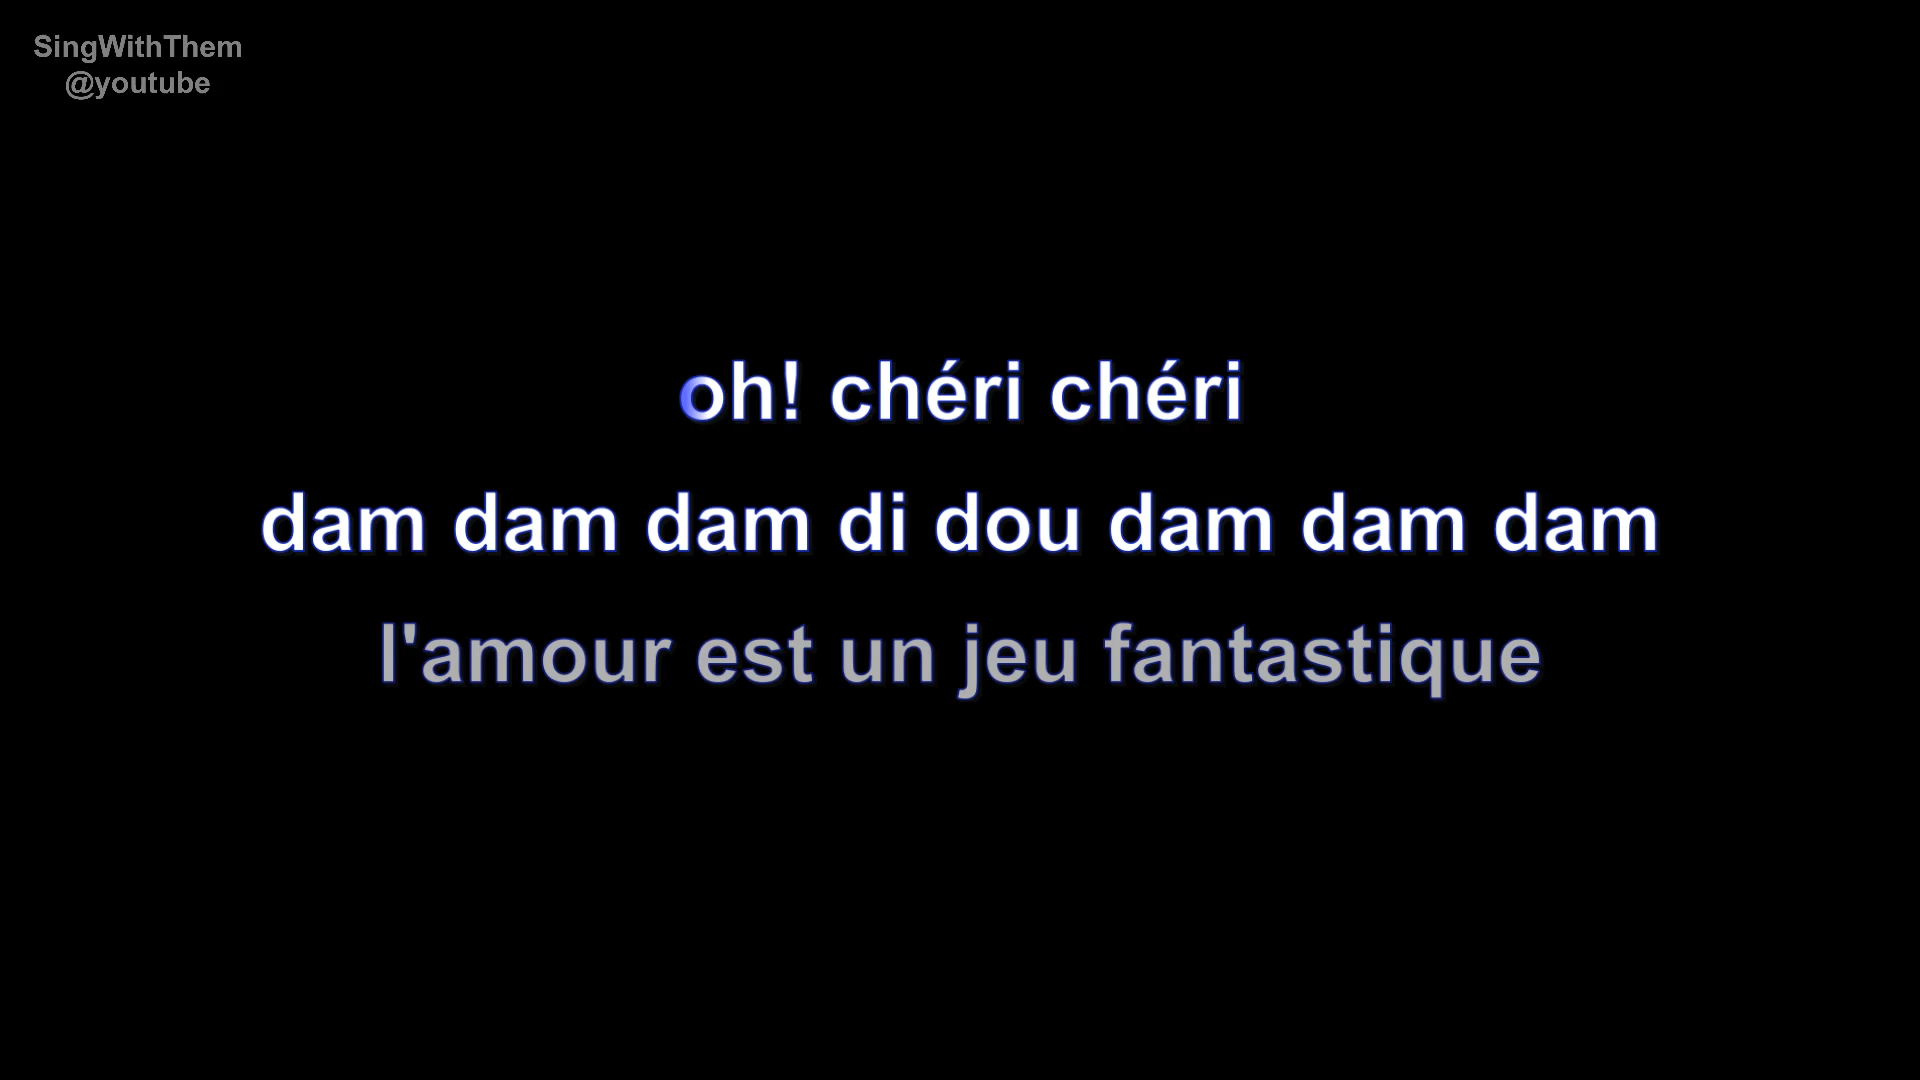 SingWithThem
@youtube
oh! chéri chéri
dam dam dam di dou dam dam dam
l'amour est un jeu fantastique